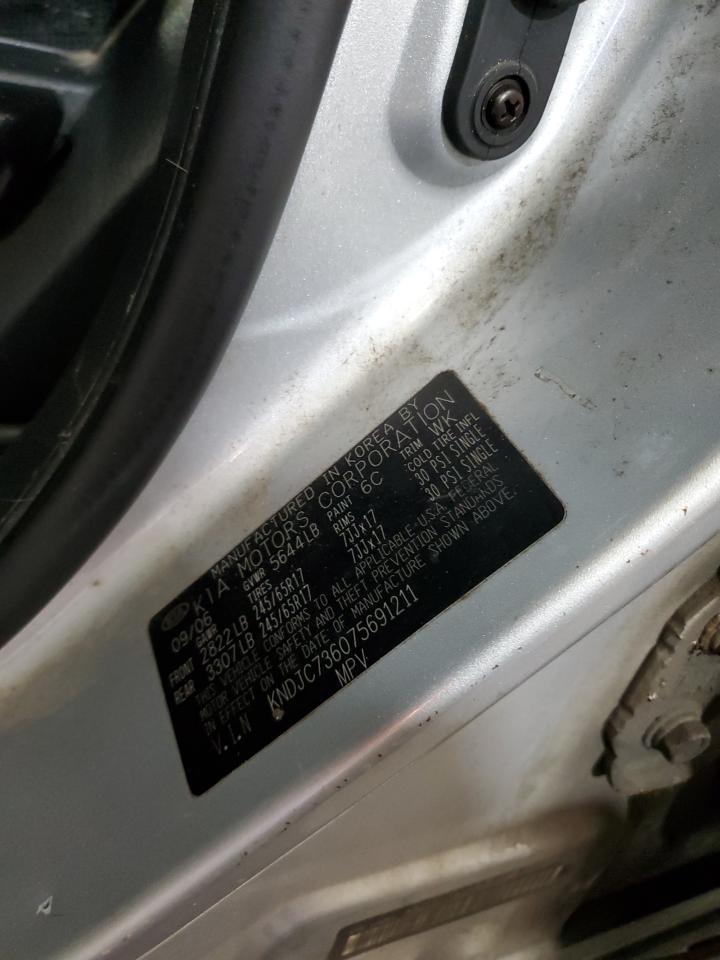 KIA
MANUFACTURED IN KOREA BY
KIA MOTORS CORPORATION
09/06 GVWR 5644LB PAINT 6C TRIM WK
GAWR TIRES RIMS COLD TIRE INFL
FRONT 2822LB 245/65R17 7JJx17 30 PSI SINGLE
REAR 3307LB 245/65R17 7JJx17 30 PSI SINGLE
THIS VEHICLE CONFORMS TO ALL APPLICABLE U.S.A. FEDERAL
MOTOR VEHICLE SAFETY AND THEFT PREVENTION STANDARDS
IN EFFECT ON THE DATE OF MANUFACTURE SHOWN ABOVE.
V.I.N KNDJC736075691211
MPV